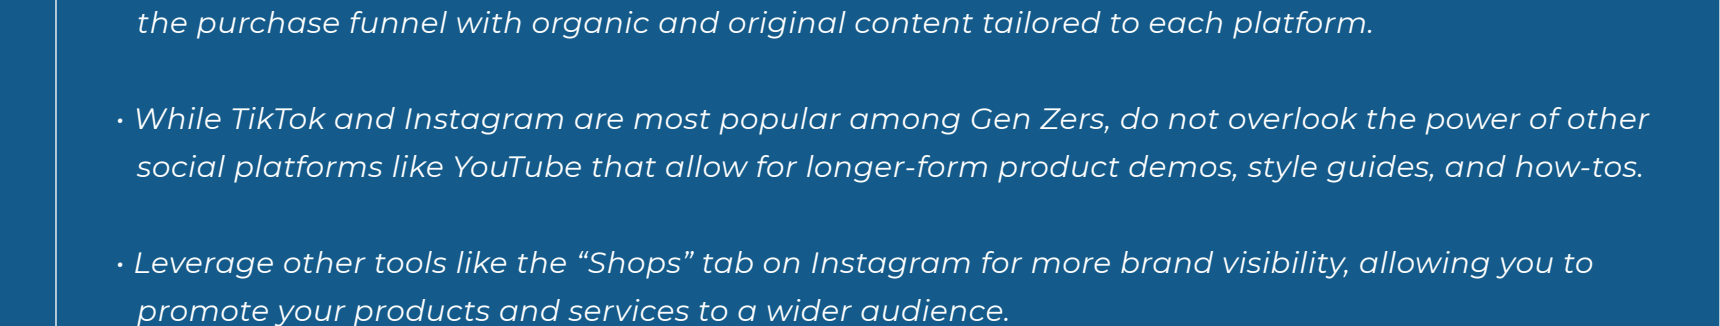 the purchase funnel with organic and original content tailored to each platform.
• While TikTok and Instagram are most popular among Gen Zers, do not overlook the power of other
social platforms like YouTube that allow for longer-form product demos, style guides, and how-tos.
• Leverage other tools like the “Shops” tab on Instagram for more brand visibility, allowing you to
promote your products and services to a wider audience.